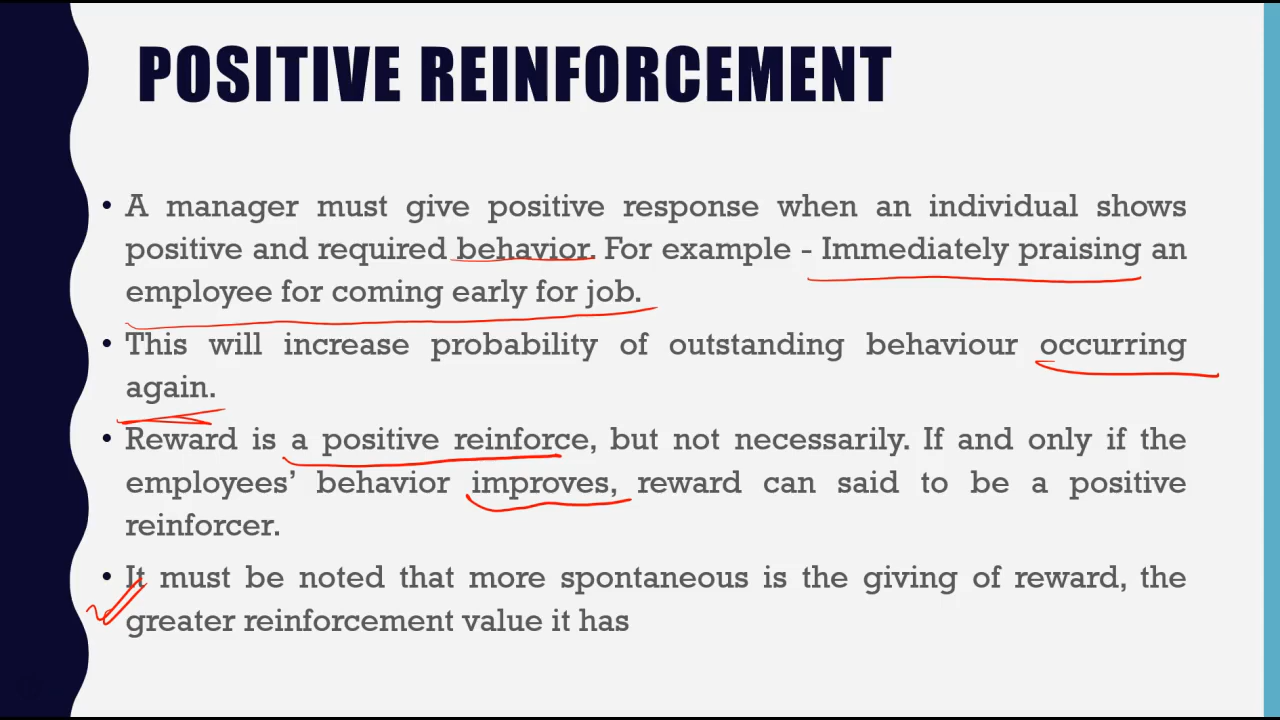 POSITIVE REINFORCEMENT
• A manager must give positive response when an individual shows
positive and required behavior. For example - Immediately praising an
employee for coming early for job.
• This will increase probability of outstanding behaviour occurring
again.
• Reward is a positive reinforce, but not necessarily. If and only if the
employees’ behavior improves, reward can said to be a positive
reinforcer.
• It must be noted that more spontaneous is the giving of reward, the
greater reinforcement value it has